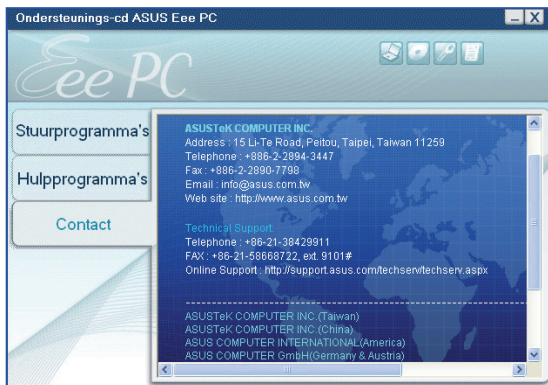 Ondersteunings-cd ASUS Eee PC
Eee PC
Stuurprogramma's
Hulpprogramma's
Contact
ASUSTeK COMPUTER INC.
Address : 15 Li-Te Road, Peitou, Taipei, Taiwan 11259
Telephone : +886-2-2894-3447
Fax : +886-2-2890-7798
Email : info@asus.com.tw
Web site : http://www.asus.com.tw
Technical Support
Telephone : +86-21-38429911
FAX : +86-21-58668722, ext. 9101#
Online Support : http://support.asus.com/techserv/techserv.aspx
ASUSTeK COMPUTER INC.(Taiwan)
ASUSTeK COMPUTER INC.(China)
ASUS COMPUTER INTERNATIONAL(America)
ASUS COMPUTER GmbH(Germany & Austria)